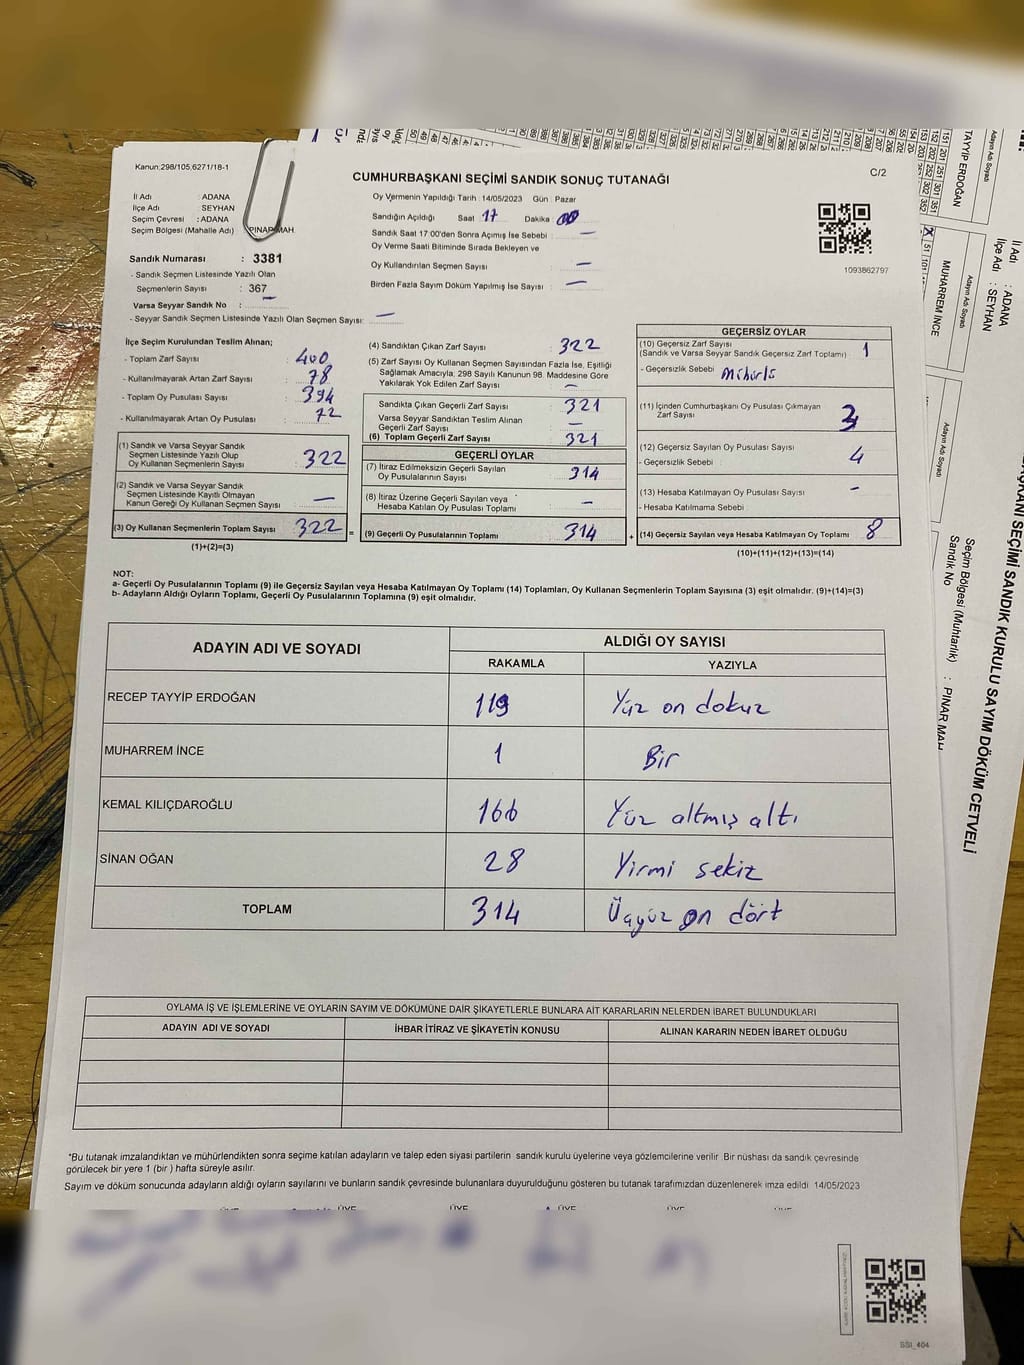 Kanun:298/105.6271/18-1
CUMHURBAŞKANI SEÇİMİ SANDIK SONUÇ TUTANAĞI
C/2
İl Adı : ADANA
İlçe Adı : SEYHAN
Seçim Çevresi : ADANA
Seçim Bölgesi (Mahalle Adı) : PINAR MAH.
Sandık Numarası : 3381
- Sandık Seçmen Listesinde Yazılı Olan
Seçmenlerin Sayısı : 367
Varsa Seyyar Sandık No : —
- Seyyar Sandık Seçmen Listesinde Yazılı Olan Seçmen Sayısı: —
Oy Vermenin Yapıldığı Tarih : 14/05/2023 Gün : Pazar
Sandığın Açıldığı Saat 17 Dakika : 00
Sandık Saat 17.00'den Sonra Açımış İse Sebebi : —
Oy Verme Saati Bitiminde Sırada Bekleyen ve
Oy Kullandırılan Seçmen Sayısı : —
Birden Fazla Sayım Döküm Yapılmış İse Sayısı : —
1093862797
İlçe Seçim Kurulundan Teslim Alınan;
- Toplam Zarf Sayısı : 400
- Kullanılmayarak Artan Zarf Sayısı : 78
- Toplam Oy Pusulası Sayısı : 394
- Kullanılmayarak Artan Oy Pusulası : 72
(1) Sandık ve Varsa Seyyar Sandık
Seçmen Listesinde Yazılı Olup
Oy Kullanan Seçmenlerin Sayısı : 322
(2) Sandık ve Varsa Seyyar Sandık
Seçmen Listesinde Kayıtlı Olmayan
Kanun Gereği Oy Kullanan Seçmen Sayısı : —
(3) Oy Kullanan Seçmenlerin Toplam Sayısı : 322 =
(1)+(2)=(3)
(4) Sandıktan Çıkan Zarf Sayısı : 322
(5) Zarf Sayısı Oy Kullanan Seçmen Sayısından Fazla İse, Eşitliği
Sağlamak Amacıyla, 298 Sayılı Kanunun 98. Maddesine Göre
Yakılarak Yok Edilen Zarf Sayısı : —
Sandıkta Çıkan Geçerli Zarf Sayısı : 321
Varsa Seyyar Sandıktan Teslim Alınan
Geçerli Zarf Sayısı : —
(6) Toplam Geçerli Zarf Sayısı : 321
GEÇERLİ OYLAR
(7) İtiraz Edilmeksizin Geçerli Sayılan
Oy Pusulalarının Sayısı : 314
(8) İtiraz Üzerine Geçerli Sayılan veya
Hesaba Katılan Oy Pusulası Toplamı : —
(9) Geçerli Oy Pusulalarının Toplamı : 314 +
GEÇERSİZ OYLAR
(10) Geçersiz Zarf Sayısı
(Sandık ve Varsa Seyyar Sandık Geçersiz Zarf Toplamı) : 1
- Geçersizlik Sebebi :
(11) İçinden Cumhurbaşkanı Oy Pusulası Çıkmayan
Zarf Sayısı : 3
(12) Geçersiz Sayılan Oy Pusulası Sayısı : 4
- Geçersizlik Sebebi :
(13) Hesaba Katılmayan Oy Pusulası Sayısı : -
- Hesaba Katılmama Sebebi :
(14) Geçersiz Sayılan veya Hesaba Katılmayan Oy Toplamı : 8
(10)+(11)+(12)+(13)=(14)
NOT:
a- Geçerli Oy Pusulalarının Toplamı (9) ile Geçersiz Sayılan veya Hesaba Katılmayan Oy Toplamı (14) Toplamları, Oy Kullanan Seçmenlerin Toplam Sayısına (3) eşit olmalıdır. (9)+(14)=(3)
b- Adayların Aldığı Oyların Toplamı, Geçerli Oy Pusulalarının Toplamına (9) eşit olmalıdır.
ADAYIN ADI VE SOYADI ALDIĞI OY SAYISI
RAKAMLA YAZIYLA
RECEP TAYYİP ERDOĞAN 119 Yüz on dokuz
MUHARREM İNCE 1 Bir
KEMAL KILIÇDAROĞLU 166 Yüz altmış altı
SİNAN OĞAN 28 Yirmi sekiz
TOPLAM 314 Üçyüz on dört
OYLAMA İŞ VE İŞLEMLERİNE VE OYLARIN SAYIM VE DÖKÜMÜNE DAİR ŞİKAYETLERLE BUNLARA AİT KARARLARIN NELERDEN İBARET BULUNDUKLARI
ADAYIN ADI VE SOYADI İHBAR İTİRAZ VE ŞİKAYETİN KONUSU ALINAN KARARIN NEDEN İBARET OLDUĞU
*Bu tutanak imzalandıktan ve mühürlendikten sonra seçime katılan adayların ve talep eden siyasi partilerin sandık kurulu üyelerine veya gözlemcilerine verilir. Bir nüshası da sandık çevresinde
görülecek bir yere 1 (bir ) hafta süreyle asılır.
Sayım ve döküm sonucunda adayların aldığı oyların sayılarını ve bunların sandık çevresinde bulunanlara duyurulduğunu gösteren bu tutanak tarafımızdan düzenlenerek imza edildi 14/05/2023
SSI_464
TAYYİP ERDOĞAN
Adayın Adı Soyadı
MUHARREM İNCE
Adayın Adı Soyadı
Adayın Adı Soyadı
İl Adı : ADANA
İlçe Adı : SEYHAN
Seçim Bölgesi (Muhtarlık) : PINAR MAH.
Sandık No
SEÇİMİ SANDIK KURULU SAYIM DÖKÜM CETVELİ